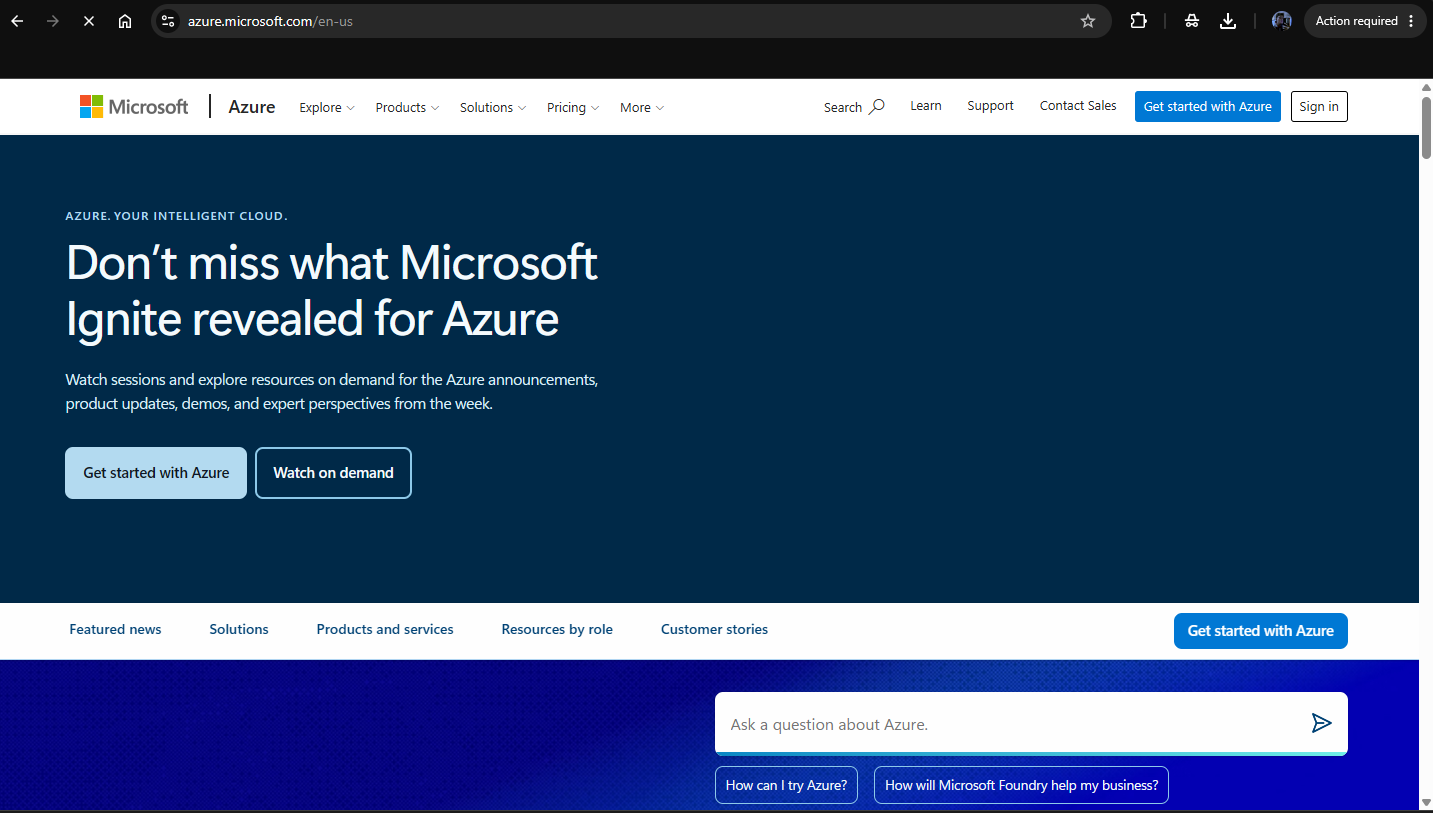 azure.microsoft.com/en-us
Action required
Microsoft
Azure
Explore
Products
Solutions
Pricing
More
Search
Learn
Support
Contact Sales
Get started with Azure
Sign in
AZURE. YOUR INTELLIGENT CLOUD.
Don’t miss what Microsoft
Ignite revealed for Azure
Watch sessions and explore resources on demand for the Azure announcements,
product updates, demos, and expert perspectives from the week.
Get started with Azure
Watch on demand
Featured news
Solutions
Products and services
Resources by role
Customer stories
Get started with Azure
Ask a question about Azure.
How can I try Azure?
How will Microsoft Foundry help my business?